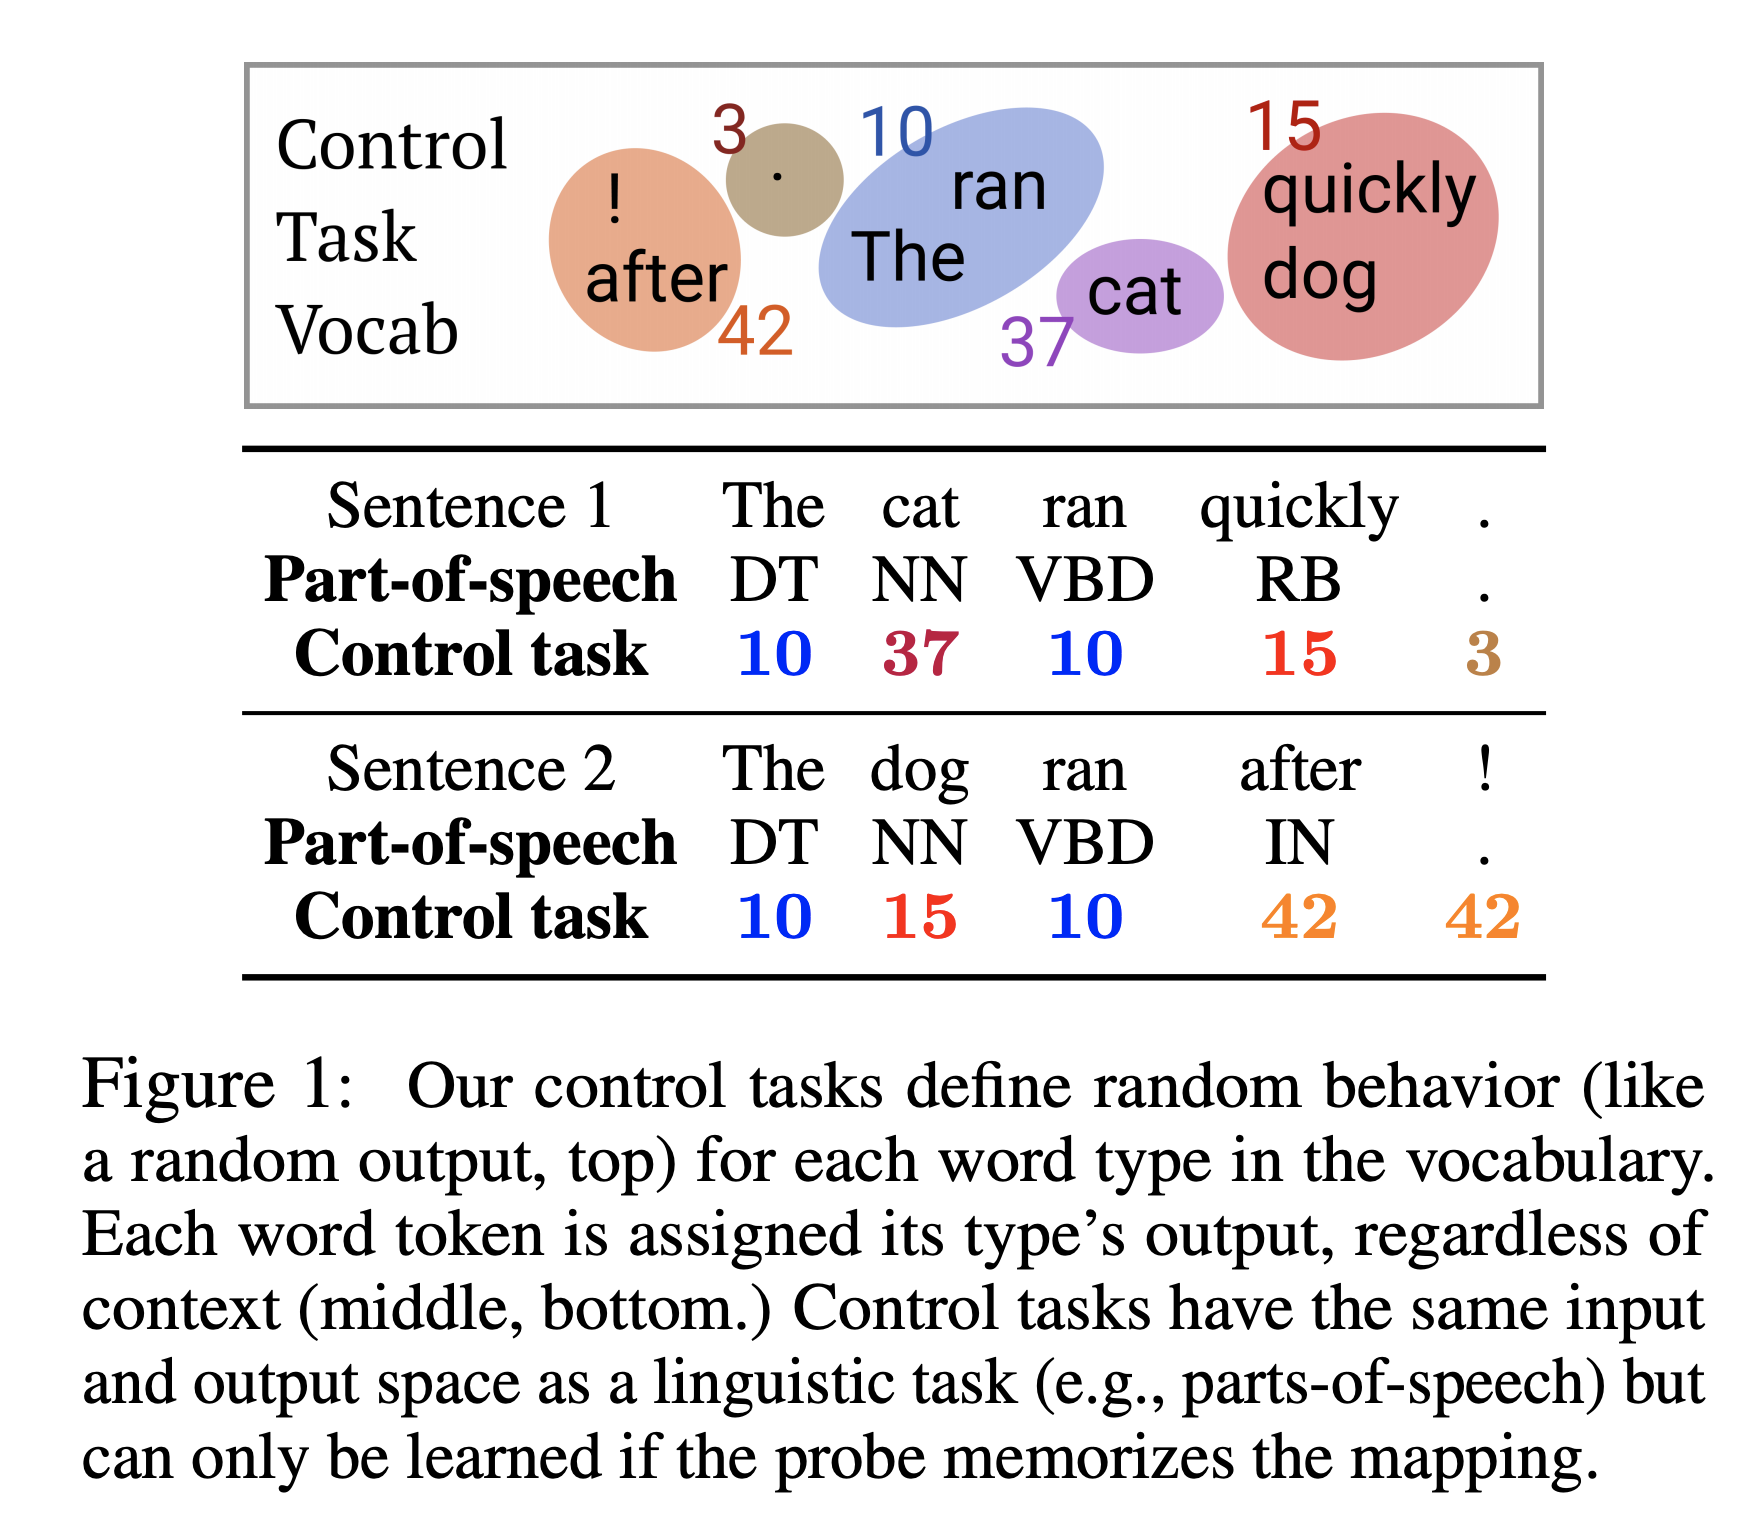 Control
Task
Vocab
3
.
10
ran
The
15
quickly
dog
!
after
42
cat
37
Sentence 1 The cat ran quickly .
Part-of-speech DT NN VBD RB .
Control task 10 37 10 15 3
Sentence 2 The dog ran after !
Part-of-speech DT NN VBD IN .
Control task 10 15 10 42 42
Figure 1: Our control tasks define random behavior (like
a random output, top) for each word type in the vocabulary.
Each word token is assigned its type’s output, regardless of
context (middle, bottom.) Control tasks have the same input
and output space as a linguistic task (e.g., parts-of-speech) but
can only be learned if the probe memorizes the mapping.